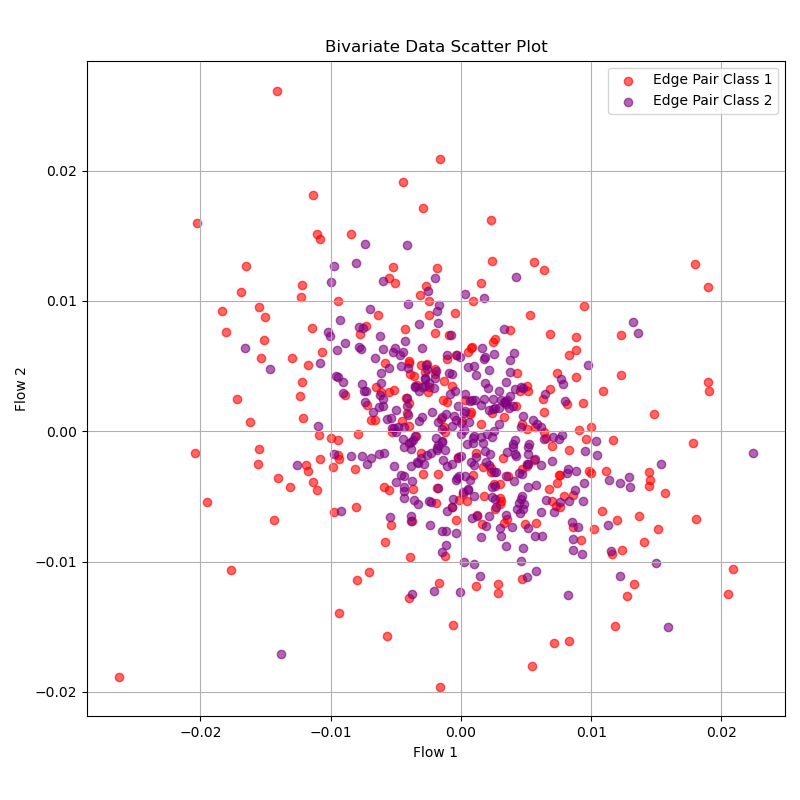 Bivariate Data Scatter Plot
Edge Pair Class 1
Edge Pair Class 2
0.02
0.01
0.00
−0.01
−0.02
Flow 2
−0.02
−0.01
0.00
0.01
0.02
Flow 1